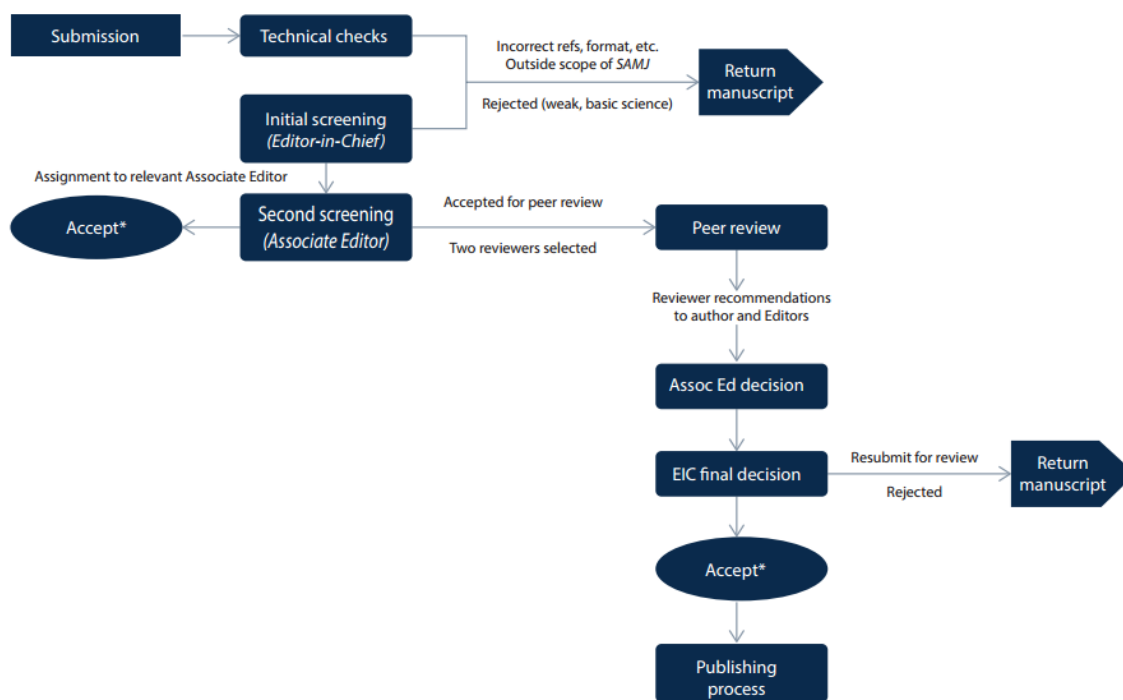 Submission
Technical checks
Incorrect refs, format, etc.
Outside scope of SAMJ
Return
manuscript
Rejected (weak, basic science)
Initial screening
(Editor-in-Chief)
Assignment to relevant Associate Editor
Accept*
Second screening
(Associate Editor)
Accepted for peer review
Two reviewers selected
Peer review
Reviewer recommendations
to author and Editors
Assoc Ed decision
EIC final decision
Resubmit for review
Rejected
Return
manuscript
Accept*
Publishing
process